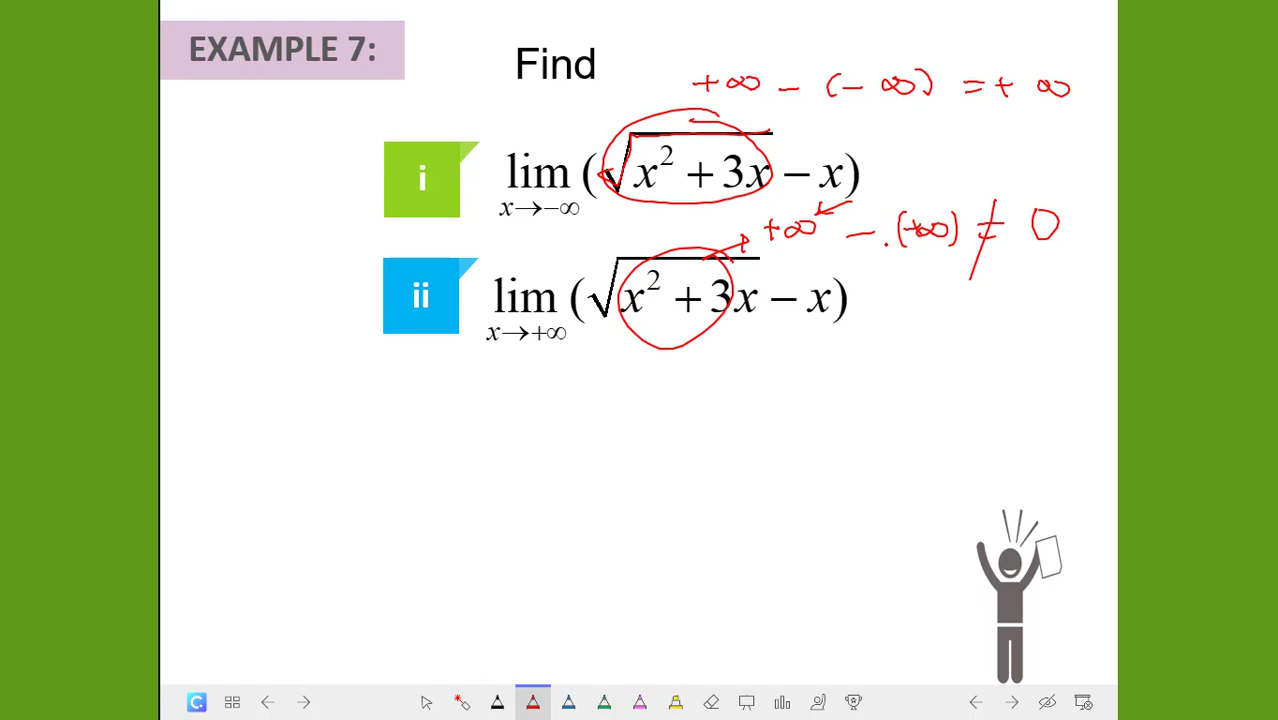 EXAMPLE 7:
Find
+∞ - (-∞) = +∞
i lim x→-∞ (√x² + 3x - x)
+∞ - (+∞) ≠ 0
ii lim x→+∞ (√x² + 3x - x)